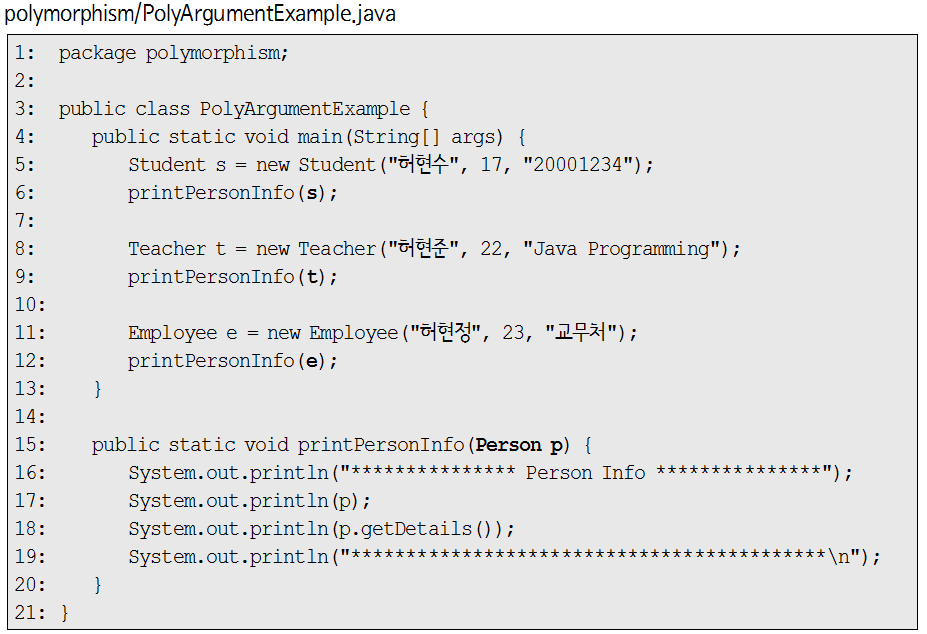 polymorphism/PolyArgumentExample.java
1: package polymorphism;
2:
3: public class PolyArgumentExample {
4: public static void main(String[] args) {
5: Student s = new Student("허현수", 17, "20001234");
6: printPersonInfo(s);
7:
8: Teacher t = new Teacher("허현준", 22, "Java Programming");
9: printPersonInfo(t);
10:
11: Employee e = new Employee("허현정", 23, "교무처");
12: printPersonInfo(e);
13: }
14:
15: public static void printPersonInfo(Person p) {
16: System.out.println("*************** Person Info ***************");
17: System.out.println(p);
18: System.out.println(p.getDetails());
19: System.out.println("*******************************************\n");
20: }
21: }